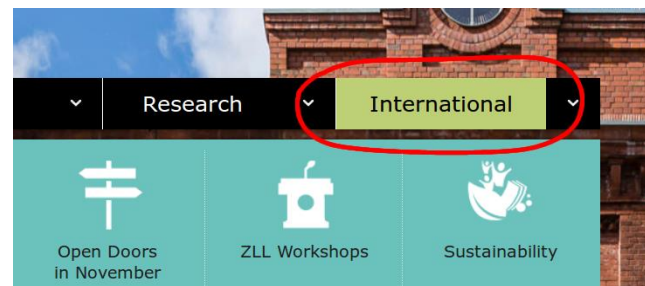 Research
International
Open Doors
in November
ZLL Workshops
Sustainability